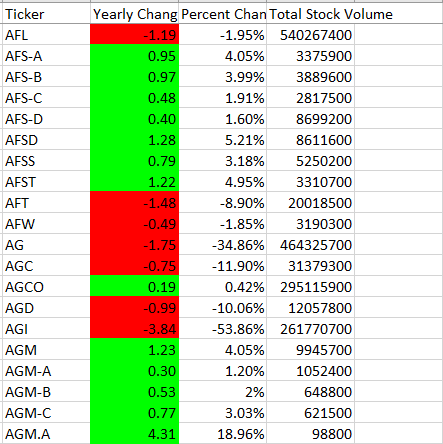 Ticker Yearly Chang Percent Chan Total Stock Volume
AFL -1.19 -1.95% 540267400
AFS-A 0.95 4.05% 3375900
AFS-B 0.97 3.99% 3889600
AFS-C 0.48 1.91% 2817500
AFS-D 0.40 1.60% 8699200
AFSD 1.28 5.21% 8611600
AFSS 0.79 3.18% 5250200
AFST 1.22 4.95% 3310700
AFT -1.48 -8.90% 20018500
AFW -0.49 -1.85% 3190300
AG -1.75 -34.86% 464325700
AGC -0.75 -11.90% 31379300
AGCO 0.19 0.42% 295115900
AGD -0.99 -10.06% 12057800
AGI -3.84 -53.86% 261770700
AGM 1.23 4.05% 9945700
AGM-A 0.30 1.20% 1052400
AGM-B 0.53 2% 648800
AGM-C 0.77 3.03% 621500
AGM.A 4.31 18.96% 98800